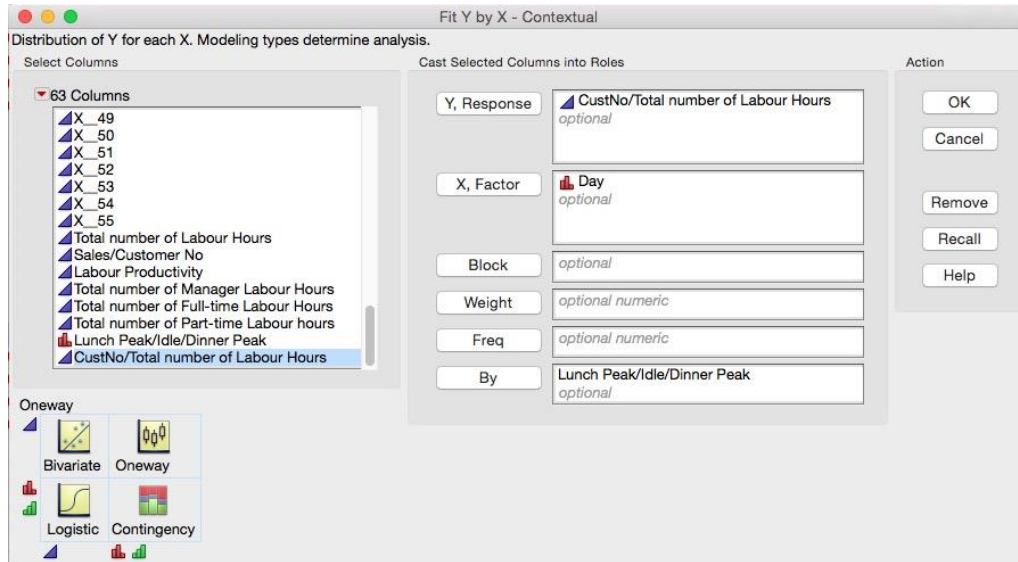 Fit Y by X - Contextual
Distribution of Y for each X. Modeling types determine analysis.
Select Columns
63 Columns
X__49
X__50
X__51
X__52
X__53
X__54
X__55
Total number of Labour Hours
Sales/Customer No
Labour Productivity
Total number of Manager Labour Hours
Total number of Full-time Labour Hours
Total number of Part-time Labour hours
Lunch Peak/Idle/Dinner Peak
CustNo/Total number of Labour Hours
Oneway
Bivariate Oneway
Logistic Contingency
Cast Selected Columns into Roles
Y, Response
CustNo/Total number of Labour Hours
optional
X, Factor
Day
optional
Block
optional
Weight
optional numeric
Freq
optional numeric
By
Lunch Peak/Idle/Dinner Peak
optional
Action
OK
Cancel
Remove
Recall
Help